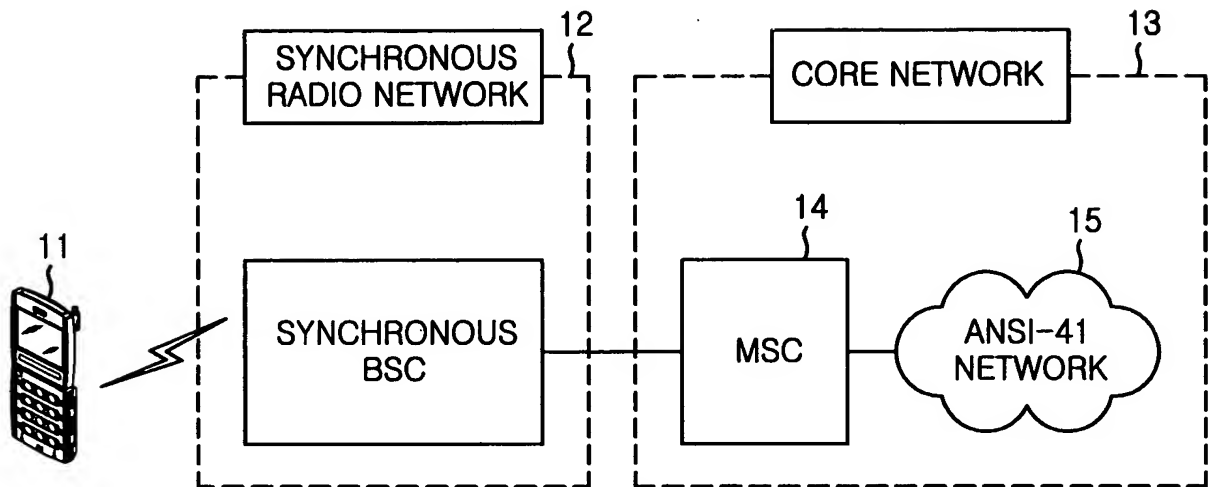 12
13
SYNCHRONOUS
RADIO NETWORK
CORE NETWORK
14
15
11
SYNCHRONOUS
BSC
MSC
ANSI-41
NETWORK